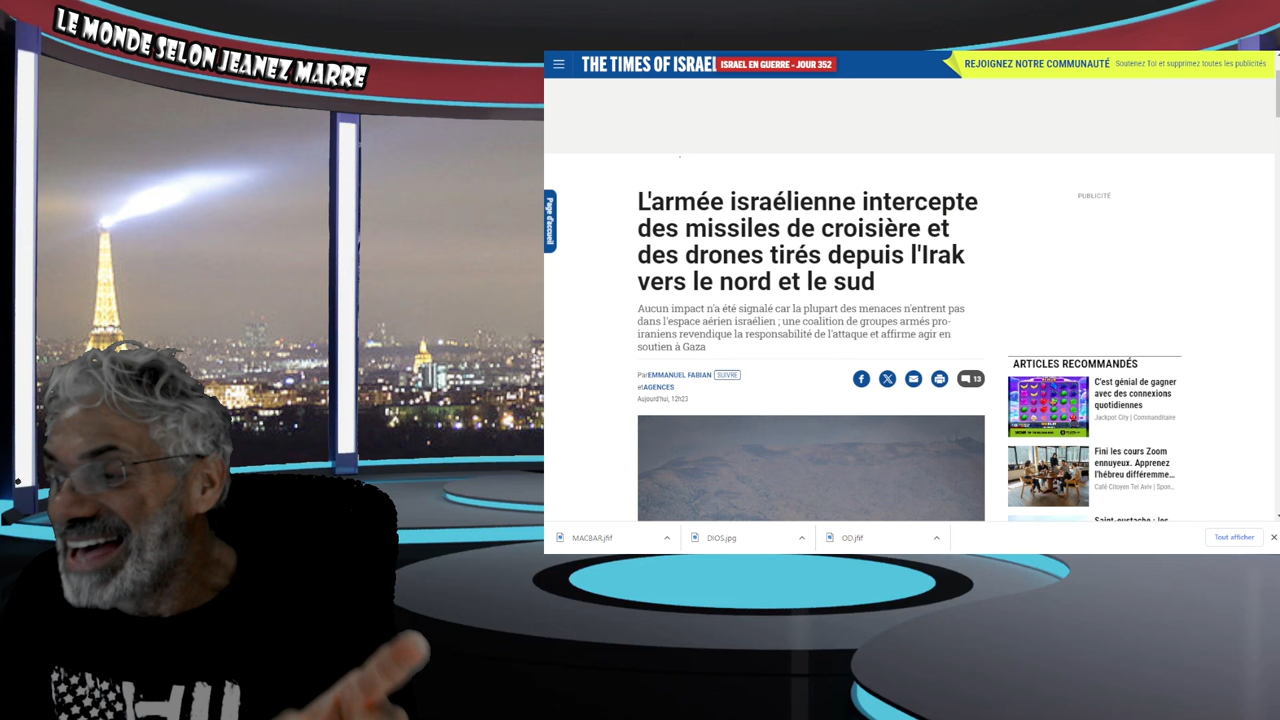 LE MONDE SELON JEANEZ MARRE
THE TIMES OF ISRAEL
ISRAEL EN GUERRE - JOUR 352
REJOIGNEZ NOTRE COMMUNAUTÉ
Soutenez ToI et supprimez toutes les publicités
Page d'accueil
L'armée israélienne intercepte
des missiles de croisière et
des drones tirés depuis l'Irak
vers le nord et le sud
Aucun impact n'a été signalé car la plupart des menaces n'entrent pas
dans l'espace aérien israélien ; une coalition de groupes armés pro-
iraniens revendique la responsabilité de l'attaque et affirme agir en
soutien à Gaza
Par EMMANUEL FABIAN SUIVRE
et AGENCES
Aujourd'hui, 12h23
13
PUBLICITÉ
ARTICLES RECOMMANDÉS
C'est génial de gagner
avec des connexions
quotidiennes
Jackpot City | Commanditaire
Fini les cours Zoom
ennuyeux. Apprenez
l'hébreu différemme...
Café Citoyen Tel Aviv | Spon...
Saint-eustache : les
MACBAR.jfif
DIOS.jpg
OD.jfif
Tout afficher